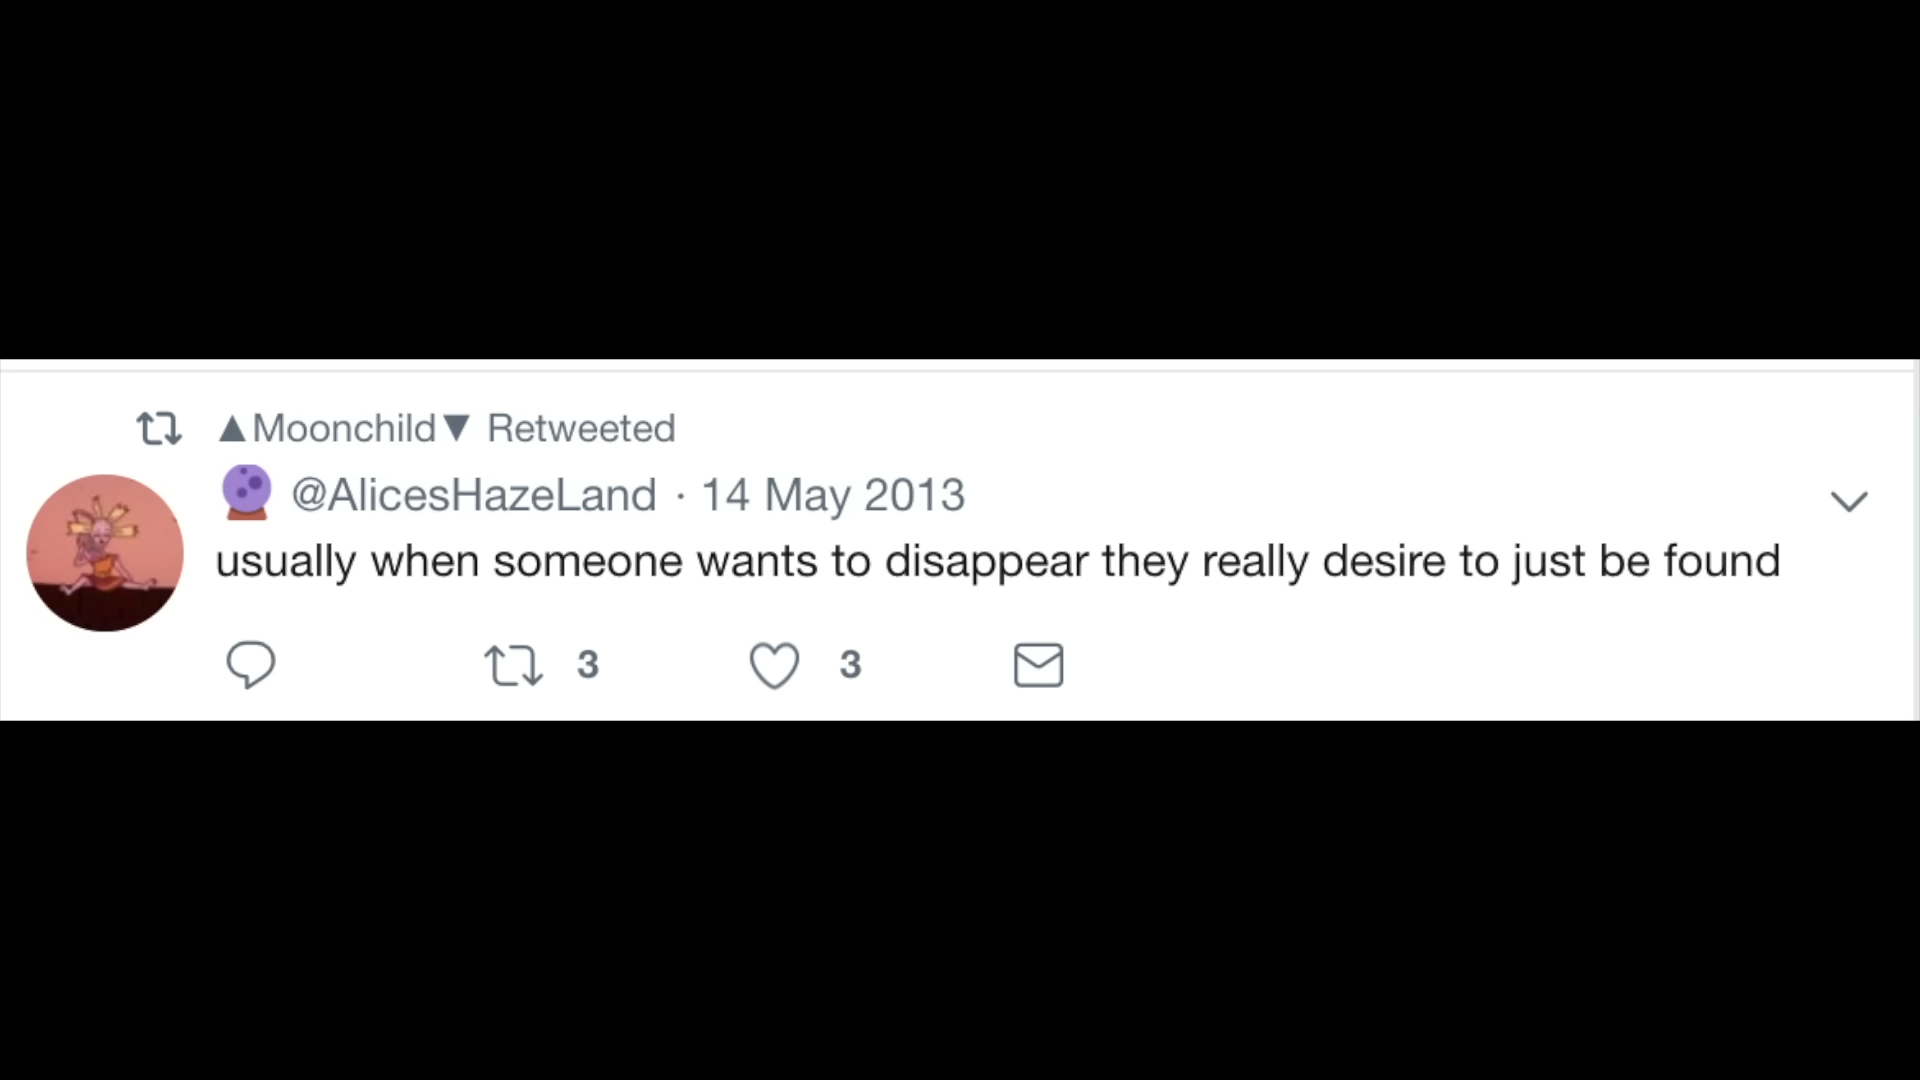 ▲Moonchild▼ Retweeted
🔮 @AlicesHazeLand · 14 May 2013
usually when someone wants to disappear they really desire to just be found
3 3